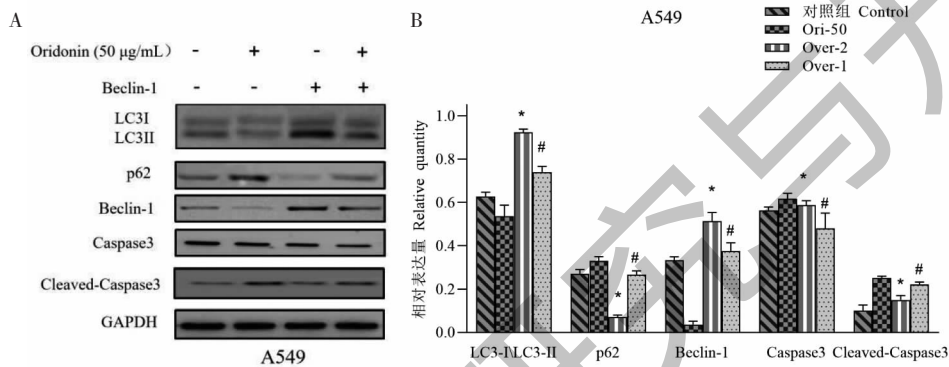 A
Oridonin (50 μg/mL) - + - +
Beclin-1 - - + +
LC3I
LC3II
p62
Beclin-1
Caspase3
Cleaved-Caspase3
GAPDH
A549
B
A549
对照组 Control
Ori-50
Over-2
Over-1
相对表达量 Relative quantity
1.0
0.8
0.6
0.4
0.2
0.0
* #
* #
* #
* #
* #
LC3-I\LC3-II p62 Beclin-1 Caspase3 Cleaved-Caspase3
究与